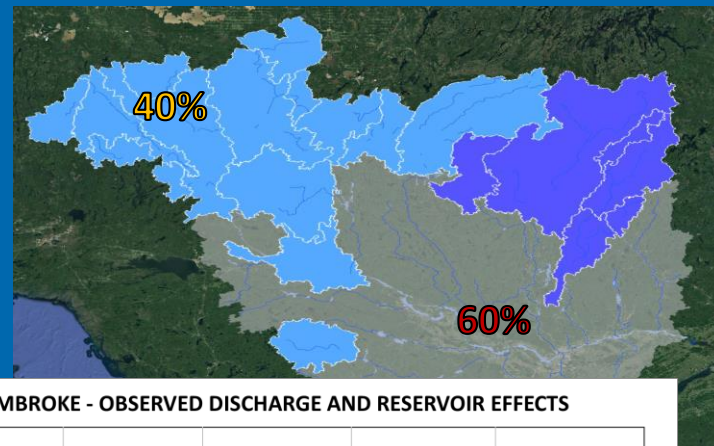 40%
60%
MBROKE - OBSERVED DISCHARGE AND RESERVOIR EFFECTS